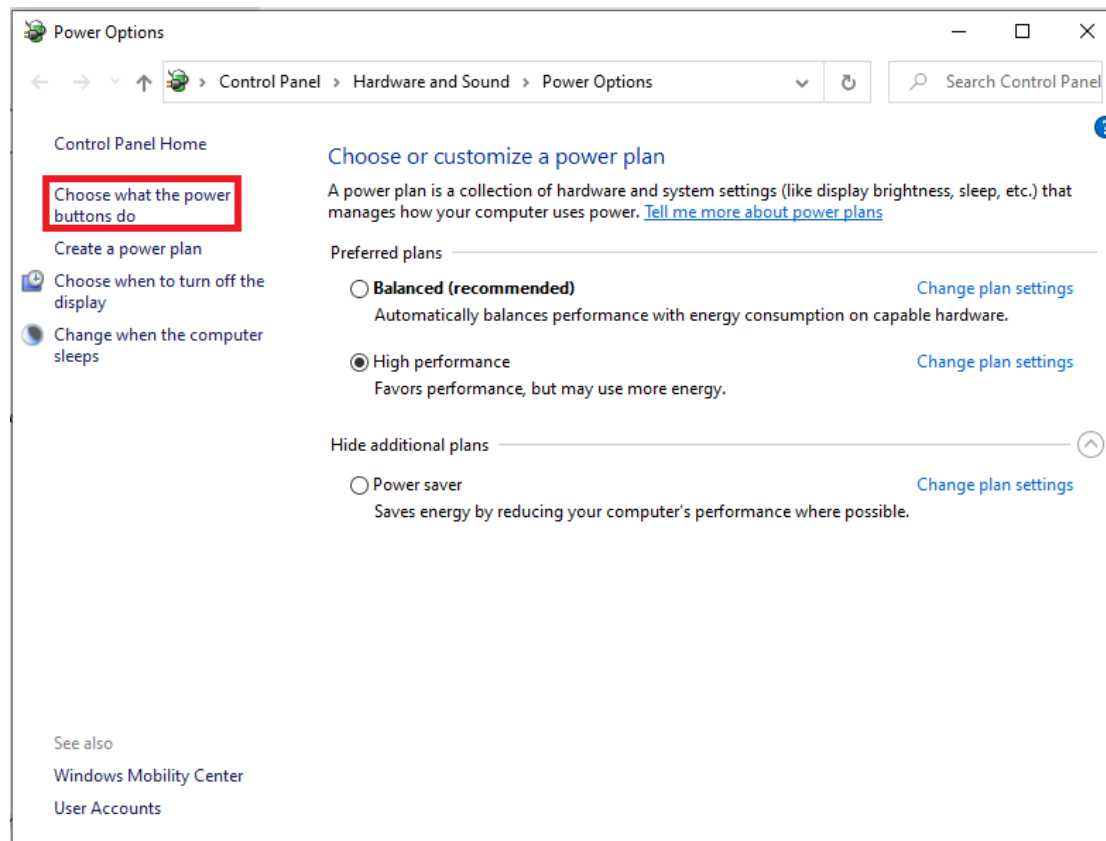 Power Options
Control Panel > Hardware and Sound > Power Options
Search Control Panel
Control Panel Home
Choose what the power
buttons do
Create a power plan
Choose when to turn off the
display
Change when the computer
sleeps
Choose or customize a power plan
A power plan is a collection of hardware and system settings (like display brightness, sleep, etc.) that
manages how your computer uses power. Tell me more about power plans
Preferred plans
Balanced (recommended) Change plan settings
Automatically balances performance with energy consumption on capable hardware.
High performance Change plan settings
Favors performance, but may use more energy.
Hide additional plans
Power saver Change plan settings
Saves energy by reducing your computer's performance where possible.
See also
Windows Mobility Center
User Accounts